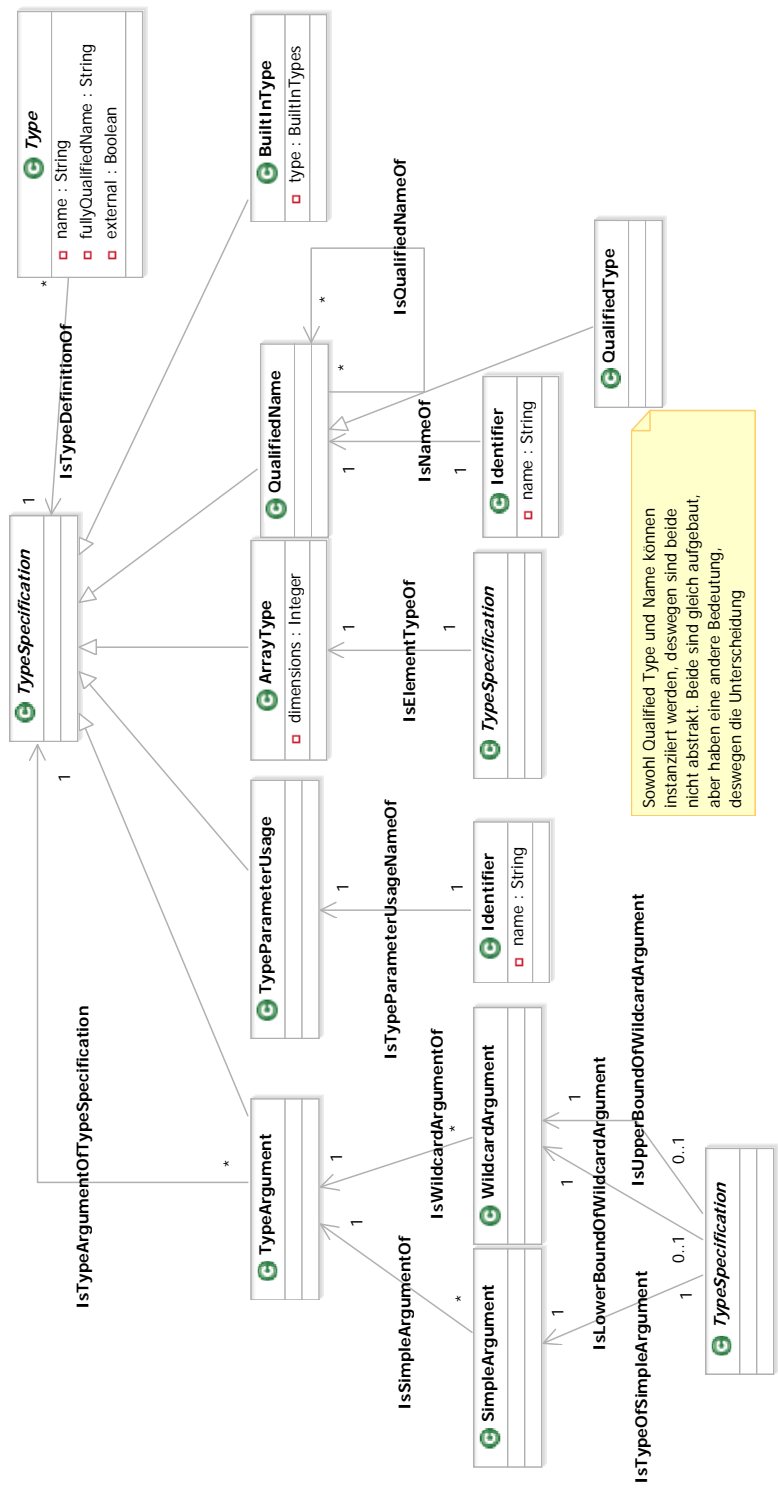 IsTypeArgumentOfTypeSpecification
*
1
TypeSpecification
1
*
IsTypeDefinitionOf
Type
name : String
fullyQualifiedName : String
external : Boolean
TypeArgument
TypeParameterUsage
ArrayType
dimensions : Integer
QualifiedName
BuiltInType
type : BuiltInTypes
*
*
IsQualifiedNameOf
IsSimpleArgumentOf
1
*
IsWildcardArgumentOf
1
*
IsTypeParameterUsageNameOf
1
1
IsElementTypeOf
1
1
IsNameOf
1
1
SimpleArgument
WildcardArgument
Identifier
name : String
TypeSpecification
Identifier
name : String
QualifiedType
IsTypeOfSimpleArgument
1
1
IsLowerBoundOfWildcardArgument
1
0..1
IsUpperBoundOfWildcardArgument
1
0..1
TypeSpecification
Sowohl Qualified Type und Name können
instanziiert werden, deswegen sind beide
nicht abstrakt. Beide sind gleich aufgebaut,
aber haben eine andere Bedeutung,
deswegen die Unterscheidung